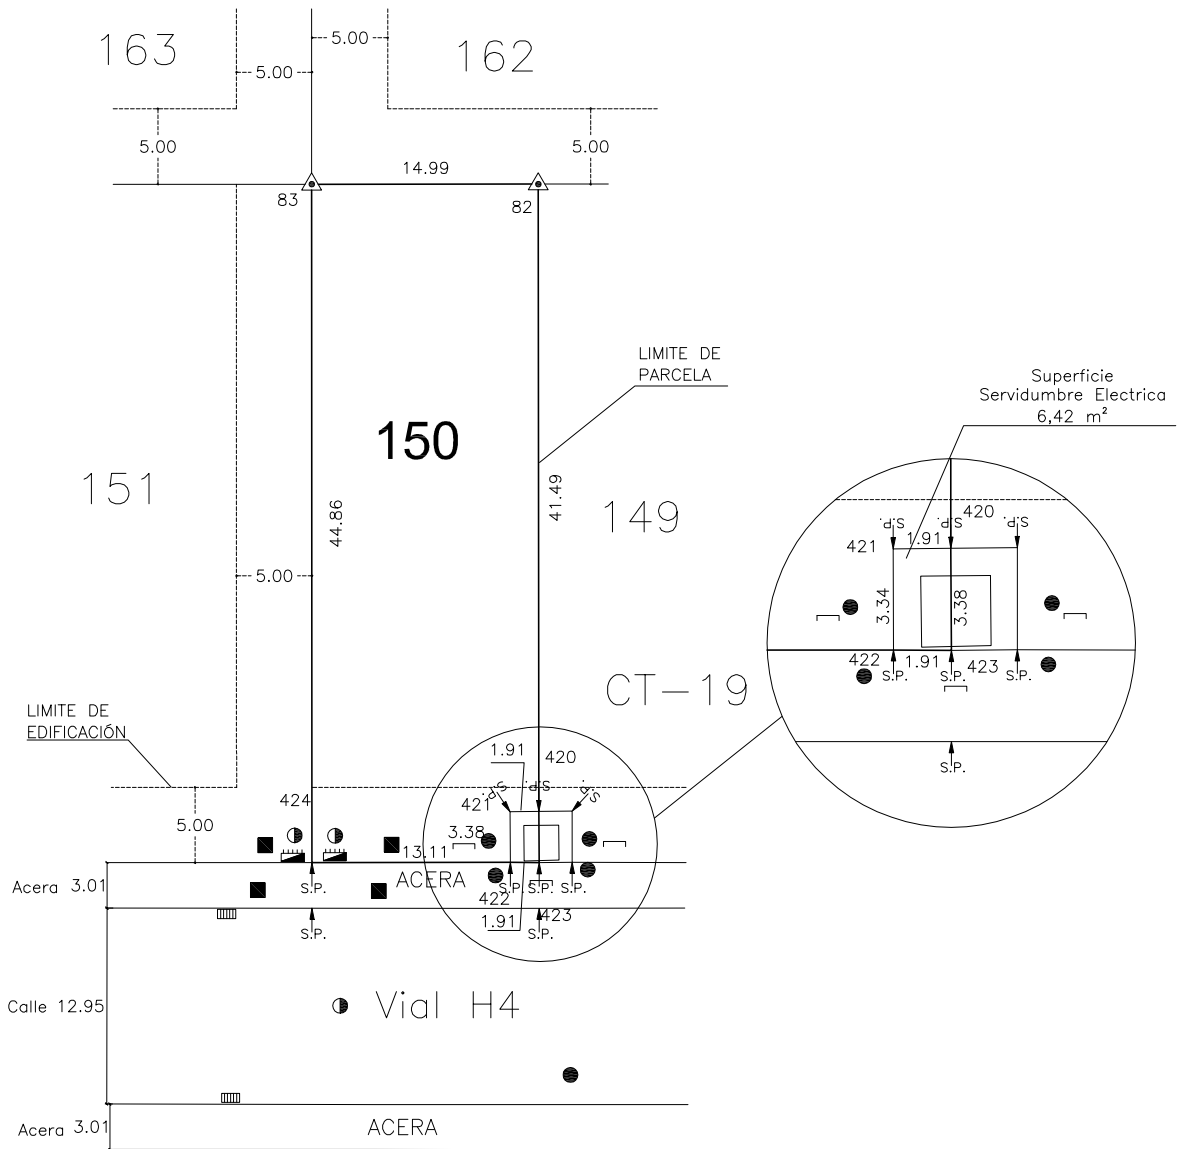 163
5.00
162
5.00
5.00
5.00
14.99
83
82
LIMITE DE
PARCELA
Superficie
Servidumbre Electrica
6,42 m²
150
151
44.86
41.49
149
5.00
S.P.
S.P.
420
S.P.
421
1.91
3.34
3.38
422
1.91
423
S.P.
S.P.
S.P.
S.P.
CT-19
LIMITE DE
EDIFICACIÓN
1.91
420
424
421
S.P.
S.P.
S.P.
5.00
3.38
13.11
Acera 3.01
S.P.
ACERA
S.P.
S.P.
S.P.
422
1.91
423
S.P.
S.P.
Calle 12.95
Vial H4
Acera 3.01
ACERA